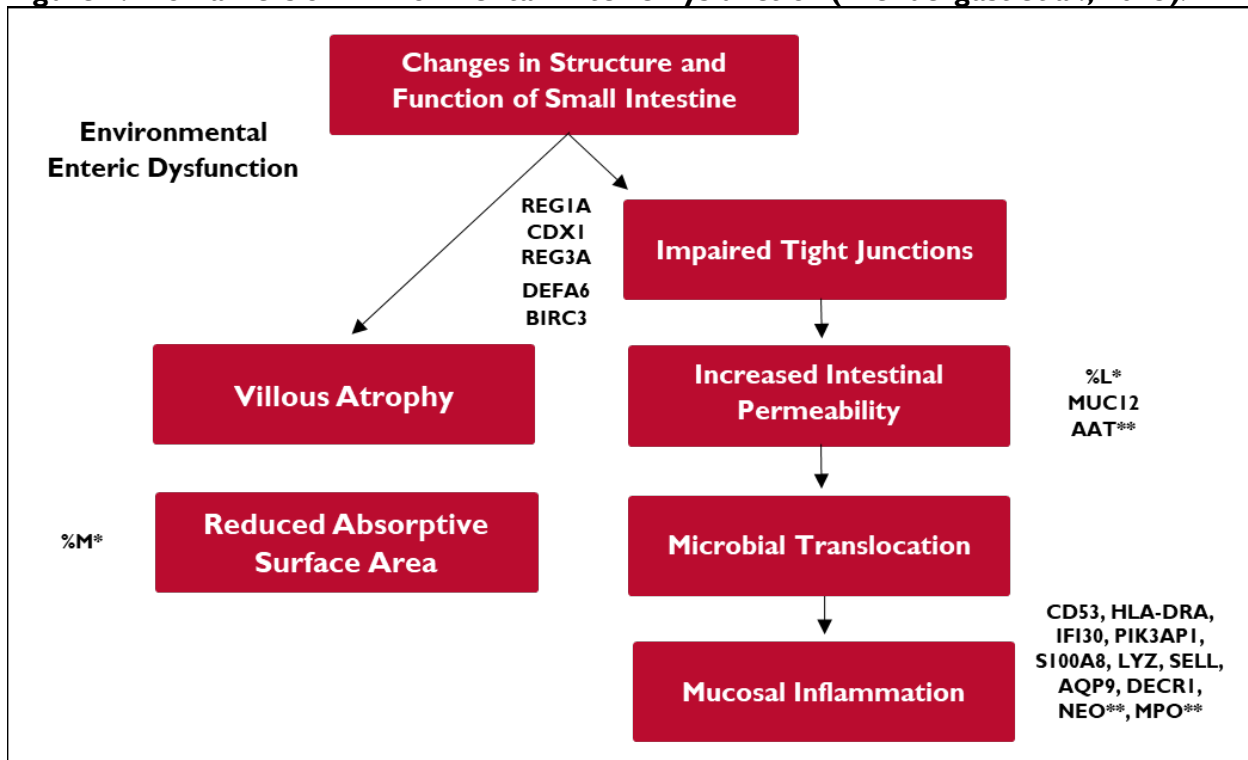 Changes in Structure and
Function of Small Intestine
Environmental
Enteric Dysfunction
REG1A
CDX1
REG3A
DEFA6
BIRC3
Impaired Tight Junctions
Villous Atrophy
Increased Intestinal
Permeability
%L*
MUC12
AAT**
%M*
Reduced Absorptive
Surface Area
Microbial Translocation
CD53, HLA-DRA,
IFI30, PIK3AP1,
S100A8, LYZ, SELL,
AQP9, DECR1,
NEO**, MPO**
Mucosal Inflammation